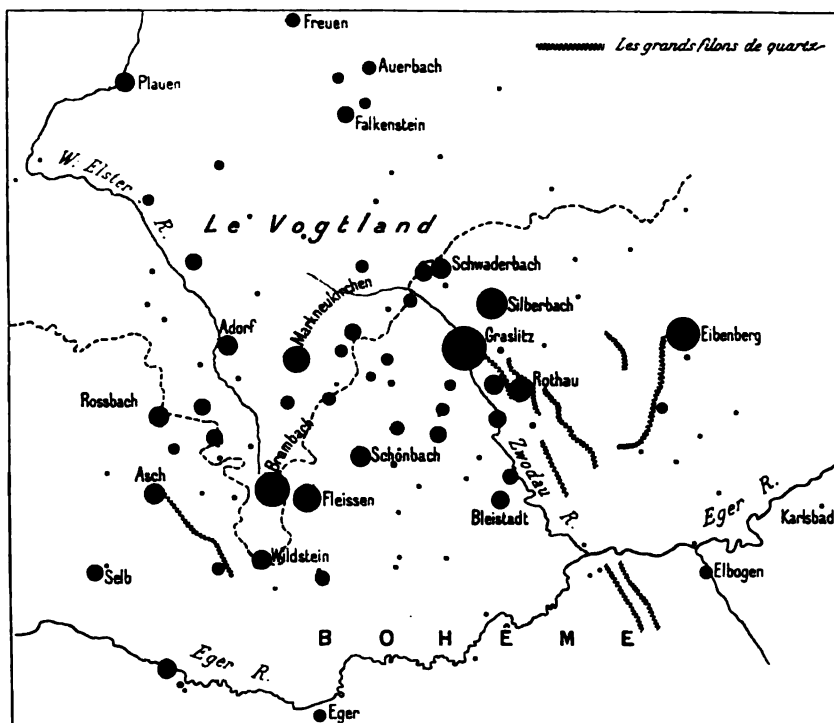 Freuen
Les grands filons de quartz
Auerbach
Plauen
Falkenstein
W. Elster R.
Le Vogtland
Schwaderbach
Markneukirchen
Silberbach
Adorf
Graslitz
Eibenberg
Rothau
Rossbach
Brambach
Schönbach
Asch
Fleissen
Zwodau R.
Bleistadt
Eger R.
Karlsbad
Wildstein
Selb
Elbogen
BOHÊME
Eger R.
Eger